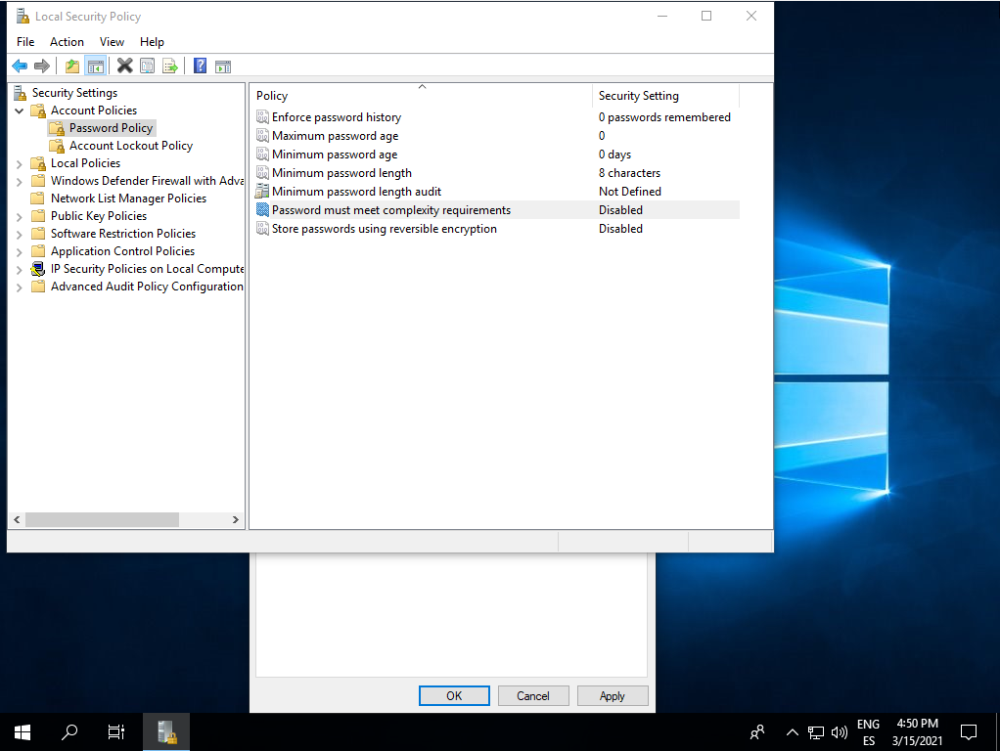 Local Security Policy
File Action View Help
Security Settings
Account Policies
Password Policy
Account Lockout Policy
Local Policies
Windows Defender Firewall with Adva
Network List Manager Policies
Public Key Policies
Software Restriction Policies
Application Control Policies
IP Security Policies on Local Compute
Advanced Audit Policy Configuration
Policy Security Setting
Enforce password history 0 passwords remembered
Maximum password age 0
Minimum password age 0 days
Minimum password length 8 characters
Minimum password length audit Not Defined
Password must meet complexity requirements Disabled
Store passwords using reversible encryption Disabled
OK Cancel Apply
ENG 4:50 PM
ES 3/15/2021